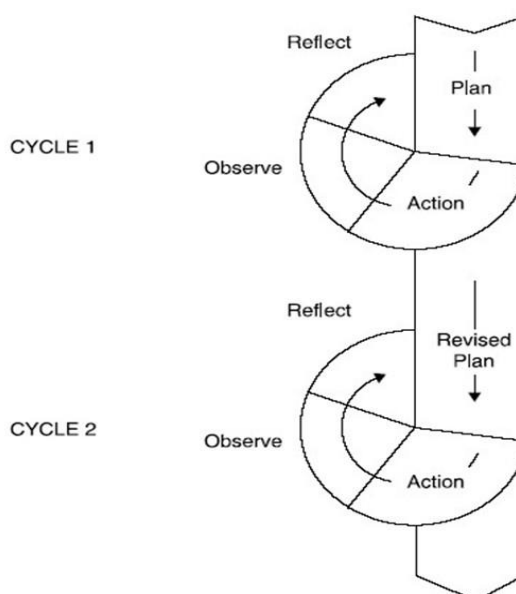 Reflect
Plan
CYCLE 1
Observe
Action
Reflect
Revised
Plan
CYCLE 2
Observe
Action